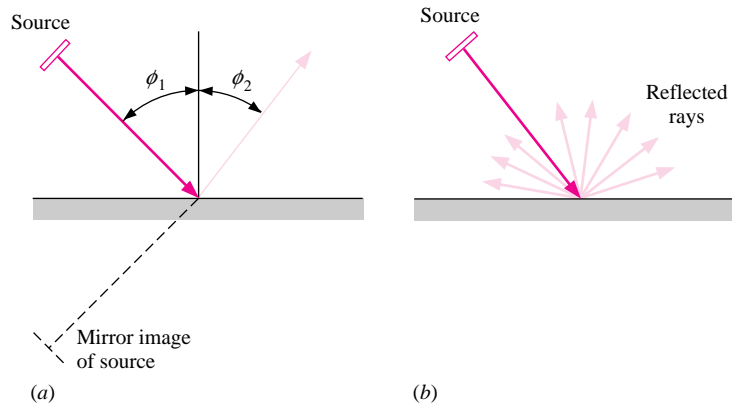 Source
ϕ1
ϕ2
Mirror image
of source
(a)
Source
Reflected
rays
(b)